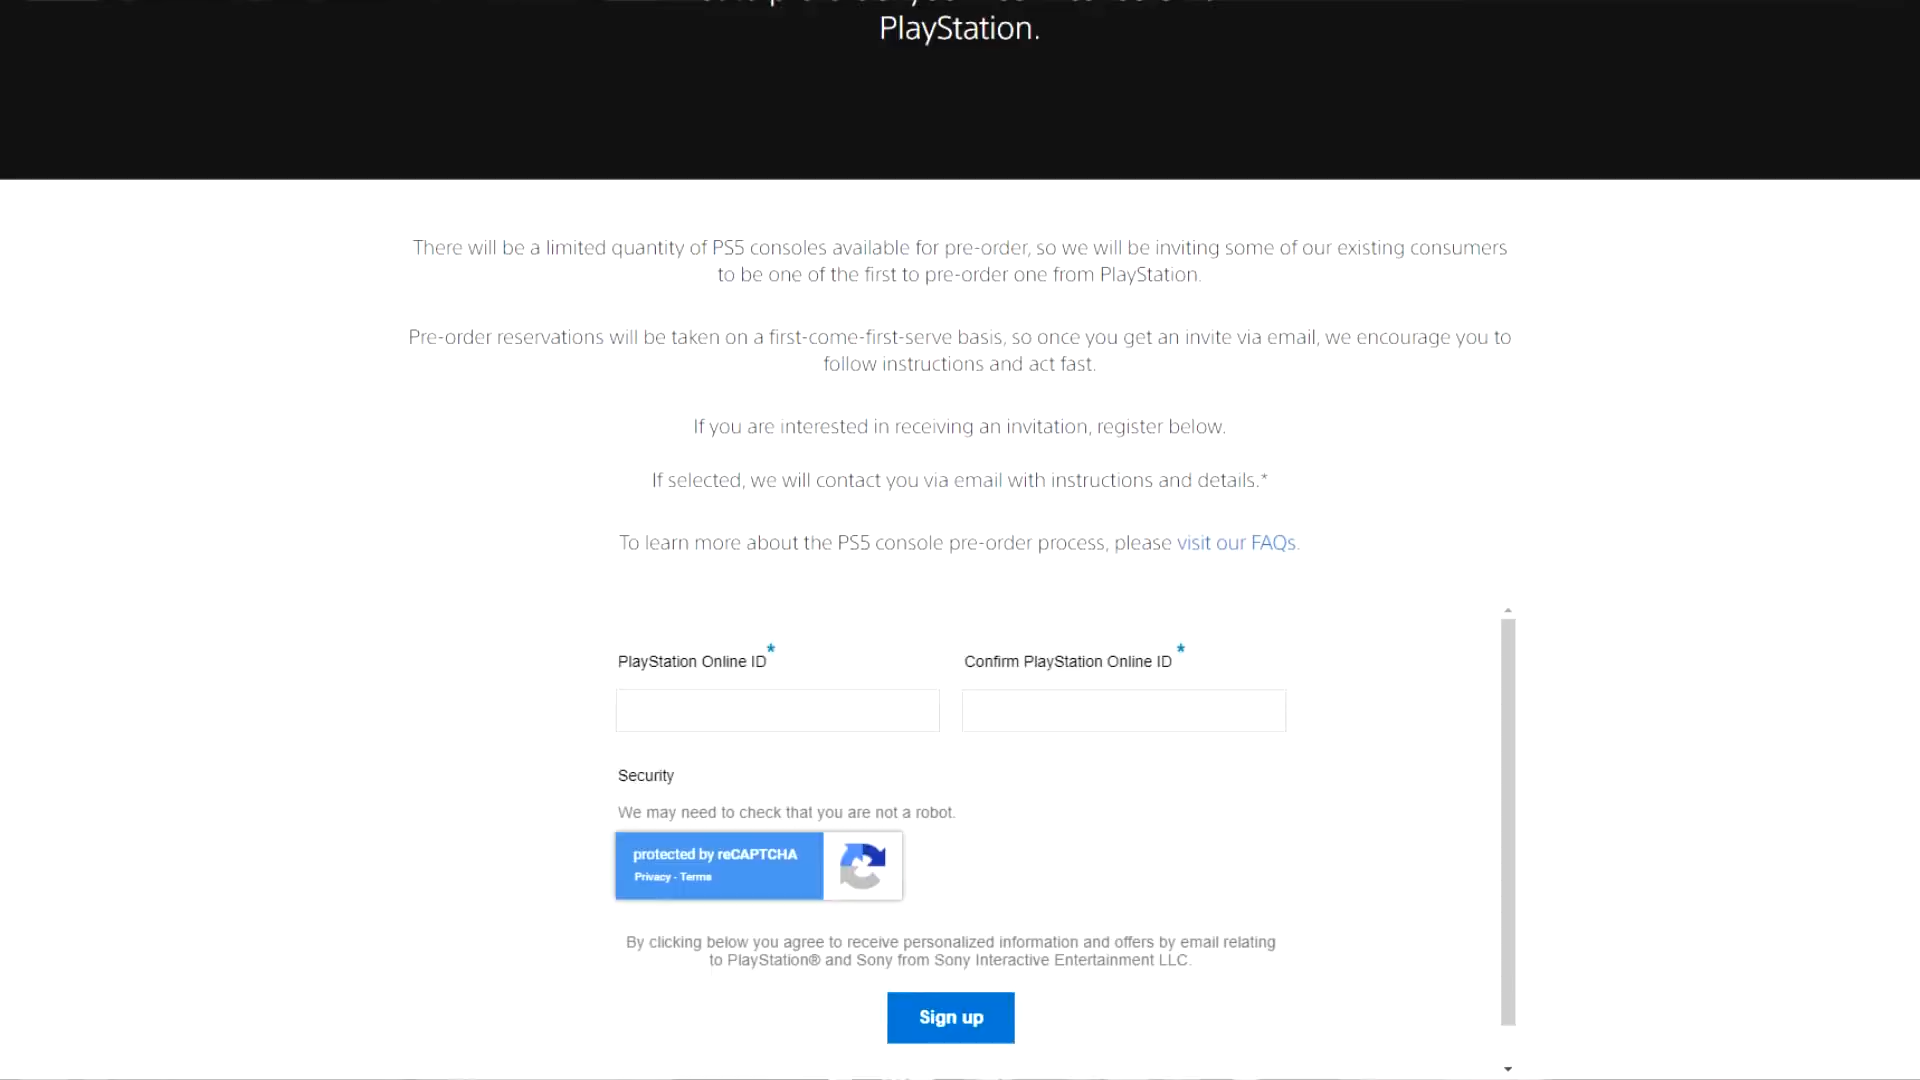 PlayStation.
There will be a limited quantity of PS5 consoles available for pre-order, so we will be inviting some of our existing consumers
to be one of the first to pre-order one from PlayStation.
Pre-order reservations will be taken on a first-come-first-serve basis, so once you get an invite via email, we encourage you to
follow instructions and act fast.
If you are interested in receiving an invitation, register below.
If selected, we will contact you via email with instructions and details.*
To learn more about the PS5 console pre-order process, please visit our FAQs.
PlayStation Online ID* Confirm PlayStation Online ID *
Security
We may need to check that you are not a robot.
protected by reCAPTCHA
Privacy - Terms
By clicking below you agree to receive personalized information and offers by email relating
to PlayStation® and Sony from Sony Interactive Entertainment LLC.
Sign up